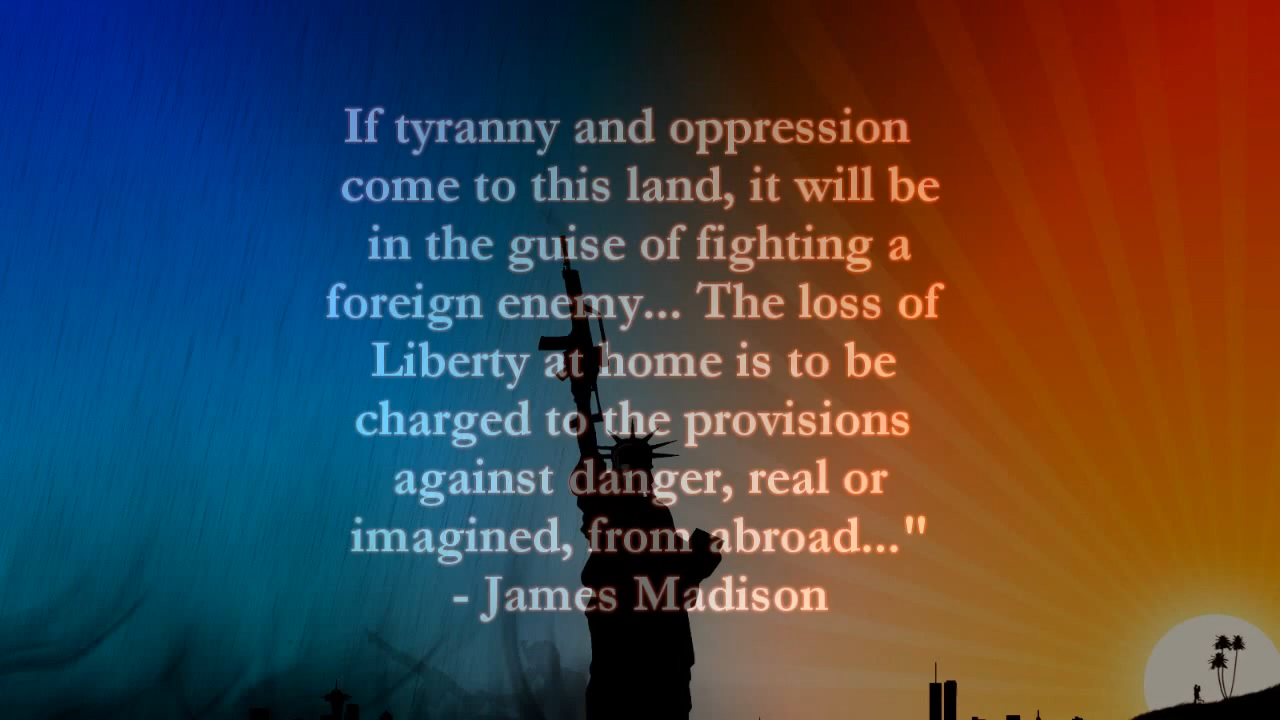 If tyranny and oppression
come to this land, it will be
in the guise of fighting a
foreign enemy... The loss of
Liberty at home is to be
charged to the provisions
against danger, real or
imagined, from abroad..."
- James Madison